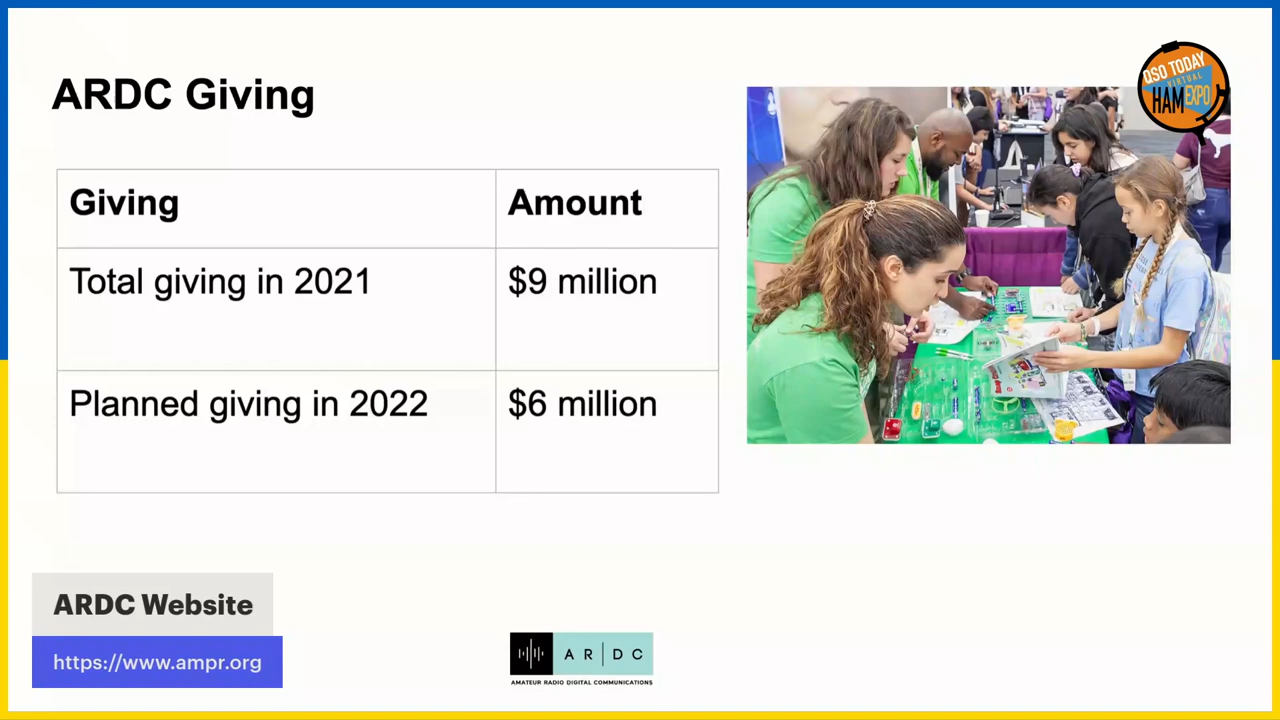 ARDC Giving
QSO TODAY
VIRTUAL
HAM EXPO
Giving
Amount
Total giving in 2021
$9 million
Planned giving in 2022
$6 million
ARDC Website
https://www.ampr.org
AR|DC
AMATEUR RADIO DIGITAL COMMUNICATIONS